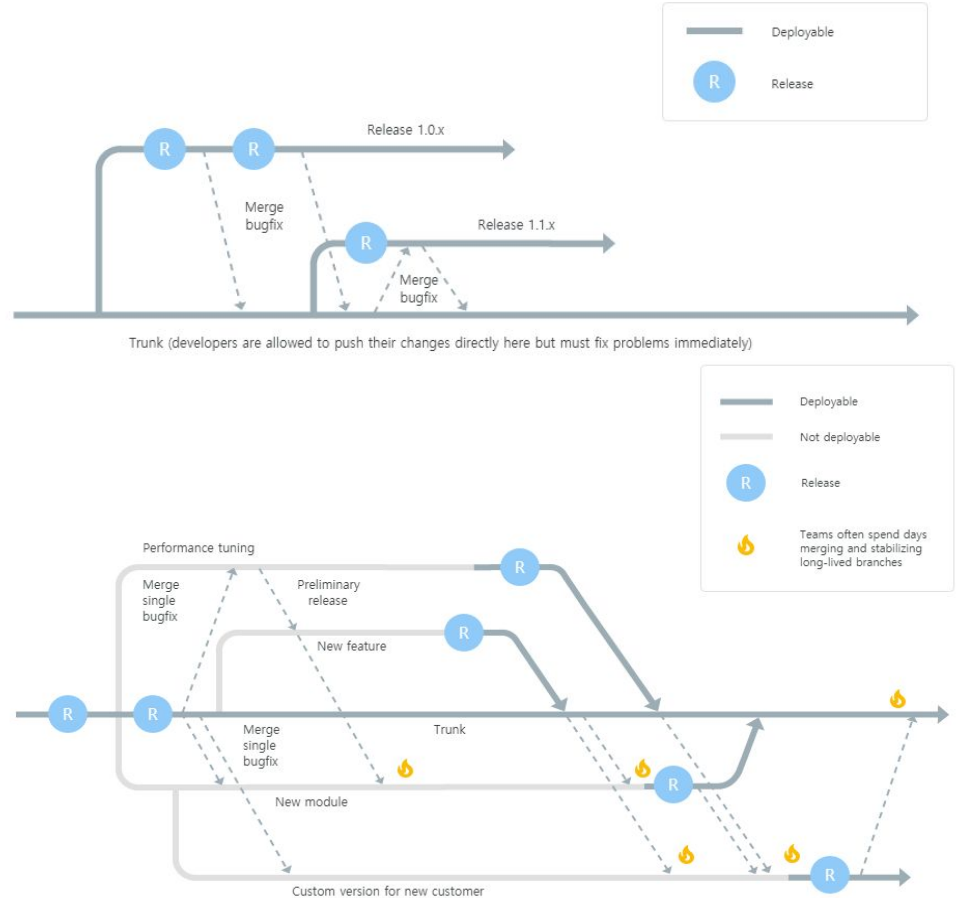 Deployable
R
Release
Release 1.0.x
R
R
Merge
bugfix
Release 1.1.x
R
Merge
bugfix
Trunk (developers are allowed to push their changes directly here but must fix problems immediately)
Deployable
Not deployable
R
Release
Teams often spend days
merging and stabilizing
long-lived branches
Performance tuning
R
Merge
single
bugfix
Preliminary
release
New feature
R
R
R
Merge
single
bugfix
Trunk
New module
R
Custom version for new customer
R